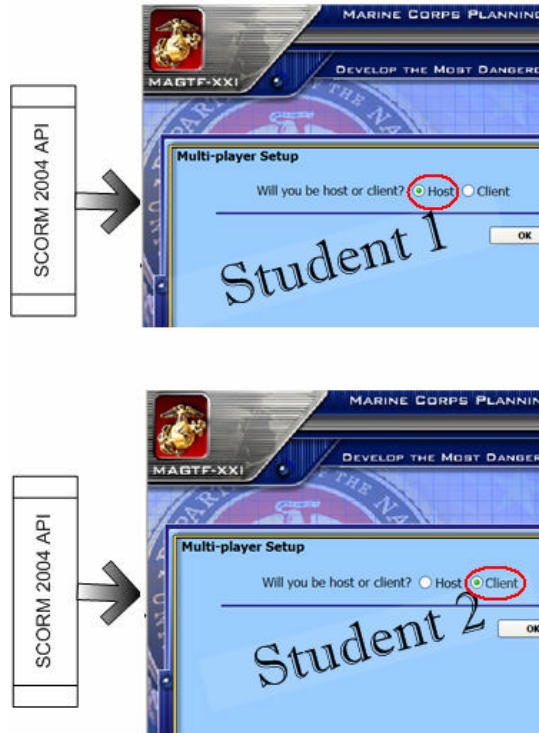 MARINE CORPS PLANNING
MAGTF-XXI
DEVELOP THE MOST DANGERO
SCORM 2004 API
Multi-player Setup
Will you be host or client? Host Client
OK
Student 1
MARINE CORPS PLANNIN
MAGTF-XXI
DEVELOP THE MOST DANGER
SCORM 2004 API
Multi-player Setup
Will you be host or client? Host Client
OK
Student 2